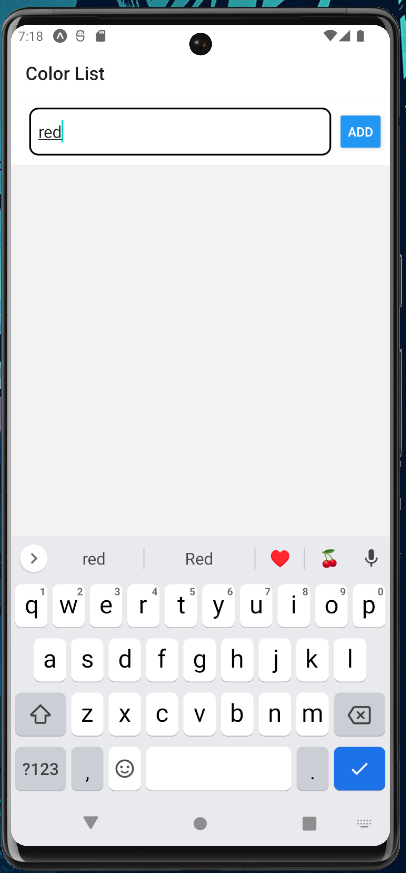 7:18
Color List
red
ADD
red Red
q1 w2 e3 r4 t5 y6 u7 i8 o9 p0
a s d f g h j k l
z x c v b n m
?123 , .